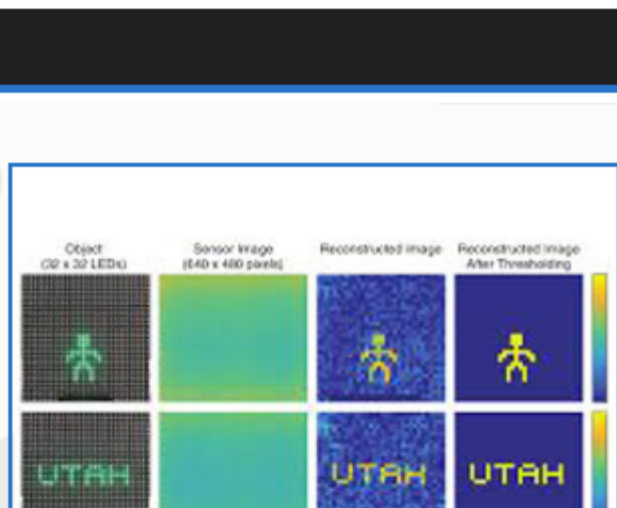 Object
(32 x 32 LEDs)
Sensor Image
(640 x 480 pixels)
Reconstructed Image
Reconstructed Image
After Thresholding
UTAH
UTAH
UTAH